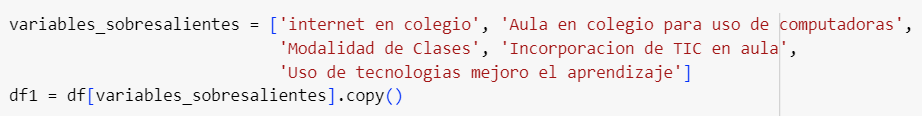 variables_sobresalientes = ['internet en colegio', 'Aula en colegio para uso de computadoras',
'Modalidad de Clases', 'Incorporacion de TIC en aula',
'Uso de tecnologias mejoro el aprendizaje']
df1 = df[variables_sobresalientes].copy()